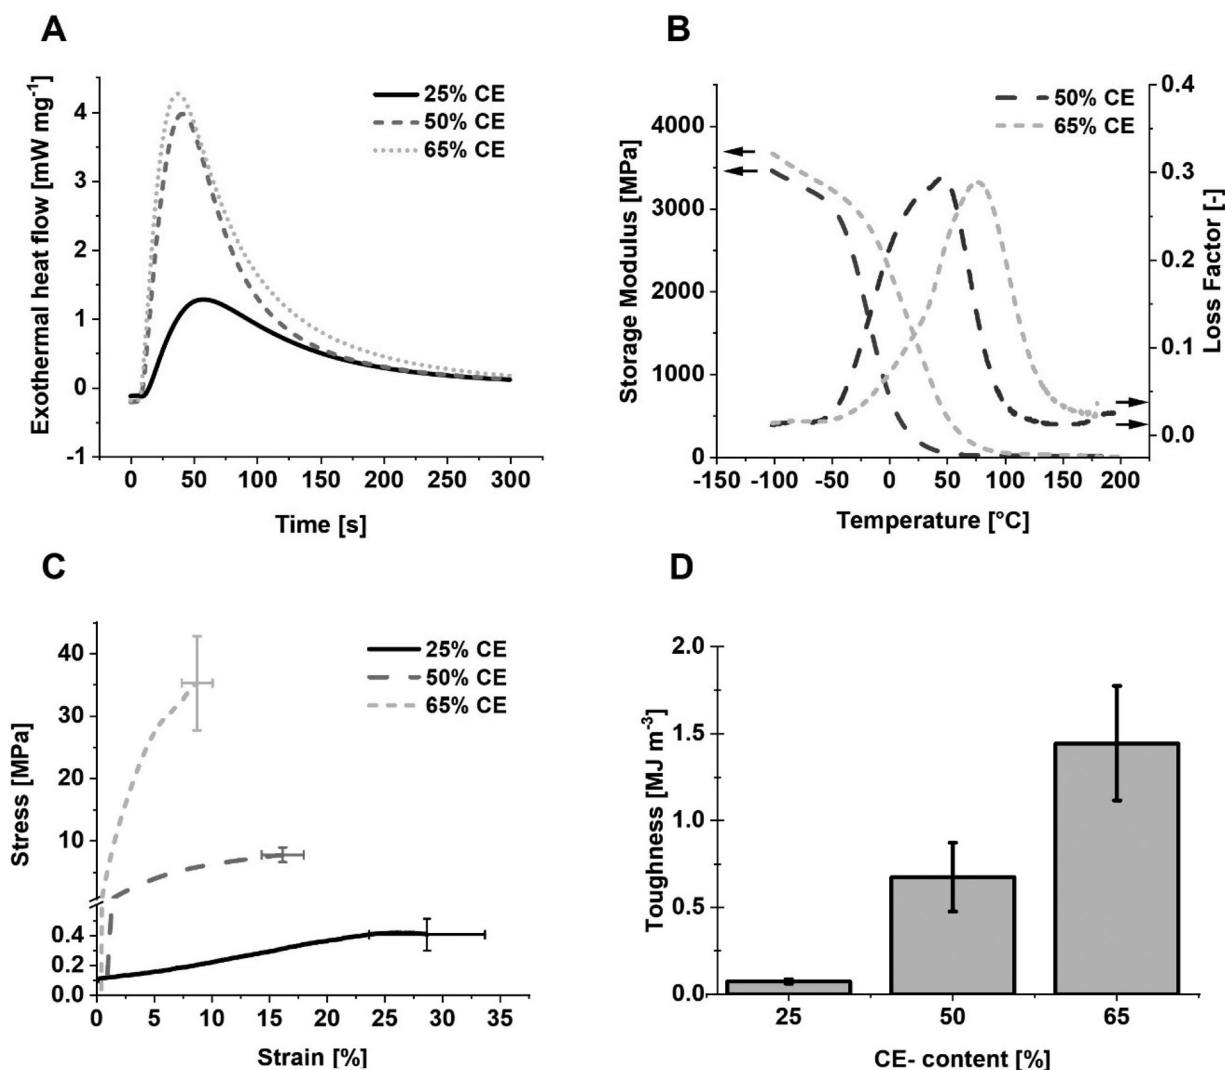 A
Exothermal heat flow [mW mg⁻¹]
4
3
2
1
0
-1
25% CE
50% CE
65% CE
0 50 100 150 200 250 300
Time [s]
B
Storage Modulus [MPa]
4000
3000
2000
1000
0
50% CE
65% CE
0.4
0.3
0.2
0.1
0.0
Loss Factor [-]
-150 -100 -50 0 50 100 150 200
Temperature [°C]
C
Stress [MPa]
40
30
20
10
0.4
0.2
0.0
25% CE
50% CE
65% CE
0 5 10 15 20 25 30 35
Strain [%]
D
Toughness [MJ m⁻³]
2.0
1.5
1.0
0.5
0.0
25 50 65
CE- content [%]